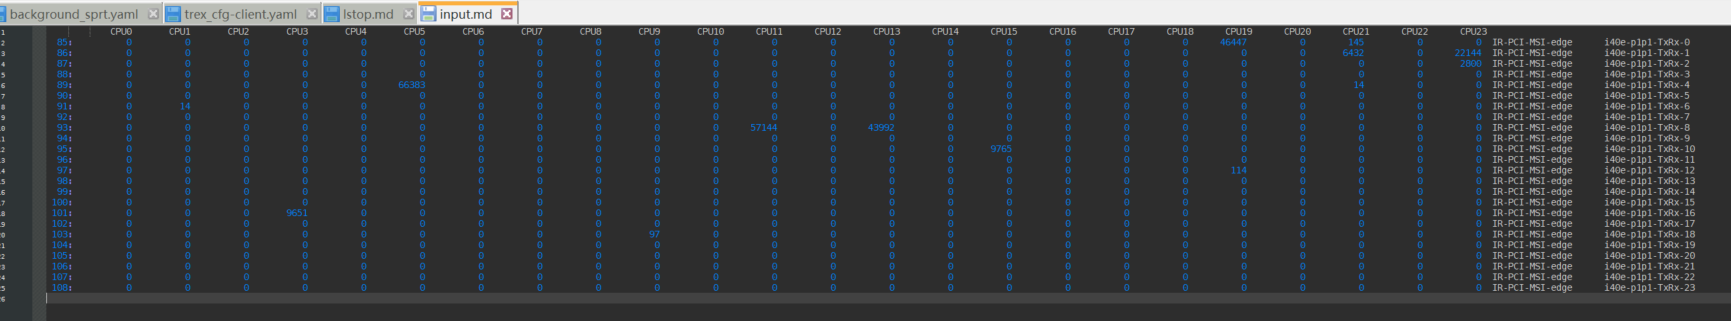 background_sprt.yaml trex_cfg-client.yaml lstop.md input.md
CPU0 CPU1 CPU2 CPU3 CPU4 CPU5 CPU6 CPU7 CPU8 CPU9 CPU10 CPU11 CPU12 CPU13 CPU14 CPU15 CPU16 CPU17 CPU18 CPU19 CPU20 CPU21 CPU22 CPU23
85: 0 0 0 0 0 0 0 0 0 0 0 0 0 0 0 0 0 0 0 46447 0 145 0 0 IR-PCI-MSI-edge i40e-p1p1-TxRx-0
86: 0 0 0 0 0 0 0 0 0 0 0 0 0 0 0 0 0 0 0 0 0 6432 0 22144 IR-PCI-MSI-edge i40e-p1p1-TxRx-1
87: 0 0 0 0 0 0 0 0 0 0 0 0 0 0 0 0 0 0 0 0 0 0 0 2800 IR-PCI-MSI-edge i40e-p1p1-TxRx-2
88: 0 0 0 0 0 0 0 0 0 0 0 0 0 0 0 0 0 0 0 0 0 0 0 0 IR-PCI-MSI-edge i40e-p1p1-TxRx-3
89: 0 0 0 0 0 66383 0 0 0 0 0 0 0 0 0 0 0 0 0 0 0 14 0 0 IR-PCI-MSI-edge i40e-p1p1-TxRx-4
90: 0 0 0 0 0 0 0 0 0 0 0 0 0 0 0 0 0 0 0 0 0 0 0 0 IR-PCI-MSI-edge i40e-p1p1-TxRx-5
91: 0 14 0 0 0 0 0 0 0 0 0 0 0 0 0 0 0 0 0 0 0 0 0 0 IR-PCI-MSI-edge i40e-p1p1-TxRx-6
92: 0 0 0 0 0 0 0 0 0 0 0 0 0 0 0 0 0 0 0 0 0 0 0 0 IR-PCI-MSI-edge i40e-p1p1-TxRx-7
93: 0 0 0 0 0 0 0 0 0 0 0 57144 0 43992 0 0 0 0 0 0 0 0 0 0 IR-PCI-MSI-edge i40e-p1p1-TxRx-8
94: 0 0 0 0 0 0 0 0 0 0 0 0 0 0 0 0 0 0 0 0 0 0 0 0 IR-PCI-MSI-edge i40e-p1p1-TxRx-9
95: 0 0 0 0 0 0 0 0 0 0 0 0 0 0 0 9765 0 0 0 0 0 0 0 0 IR-PCI-MSI-edge i40e-p1p1-TxRx-10
96: 0 0 0 0 0 0 0 0 0 0 0 0 0 0 0 0 0 0 0 0 0 0 0 0 IR-PCI-MSI-edge i40e-p1p1-TxRx-11
97: 0 0 0 0 0 0 0 0 0 0 0 0 0 0 0 0 0 0 0 114 0 0 0 0 IR-PCI-MSI-edge i40e-p1p1-TxRx-12
98: 0 0 0 0 0 0 0 0 0 0 0 0 0 0 0 0 0 0 0 0 0 0 0 0 IR-PCI-MSI-edge i40e-p1p1-TxRx-13
99: 0 0 0 0 0 0 0 0 0 0 0 0 0 0 0 0 0 0 0 0 0 0 0 0 IR-PCI-MSI-edge i40e-p1p1-TxRx-14
100: 0 0 0 0 0 0 0 0 0 0 0 0 0 0 0 0 0 0 0 0 0 0 0 0 IR-PCI-MSI-edge i40e-p1p1-TxRx-15
101: 0 0 0 9651 0 0 0 0 0 0 0 0 0 0 0 0 0 0 0 0 0 0 0 0 IR-PCI-MSI-edge i40e-p1p1-TxRx-16
102: 0 0 0 0 0 0 0 0 0 0 0 0 0 0 0 0 0 0 0 0 0 0 0 0 IR-PCI-MSI-edge i40e-p1p1-TxRx-17
103: 0 0 0 0 0 0 0 0 0 97 0 0 0 0 0 0 0 0 0 0 0 0 0 0 IR-PCI-MSI-edge i40e-p1p1-TxRx-18
104: 0 0 0 0 0 0 0 0 0 0 0 0 0 0 0 0 0 0 0 0 0 0 0 0 IR-PCI-MSI-edge i40e-p1p1-TxRx-19
105: 0 0 0 0 0 0 0 0 0 0 0 0 0 0 0 0 0 0 0 0 0 0 0 0 IR-PCI-MSI-edge i40e-p1p1-TxRx-20
106: 0 0 0 0 0 0 0 0 0 0 0 0 0 0 0 0 0 0 0 0 0 0 0 0 IR-PCI-MSI-edge i40e-p1p1-TxRx-21
107: 0 0 0 0 0 0 0 0 0 0 0 0 0 0 0 0 0 0 0 0 0 0 0 0 IR-PCI-MSI-edge i40e-p1p1-TxRx-22
108: 0 0 0 0 0 0 0 0 0 0 0 0 0 0 0 0 0 0 0 0 0 0 0 0 IR-PCI-MSI-edge i40e-p1p1-TxRx-23